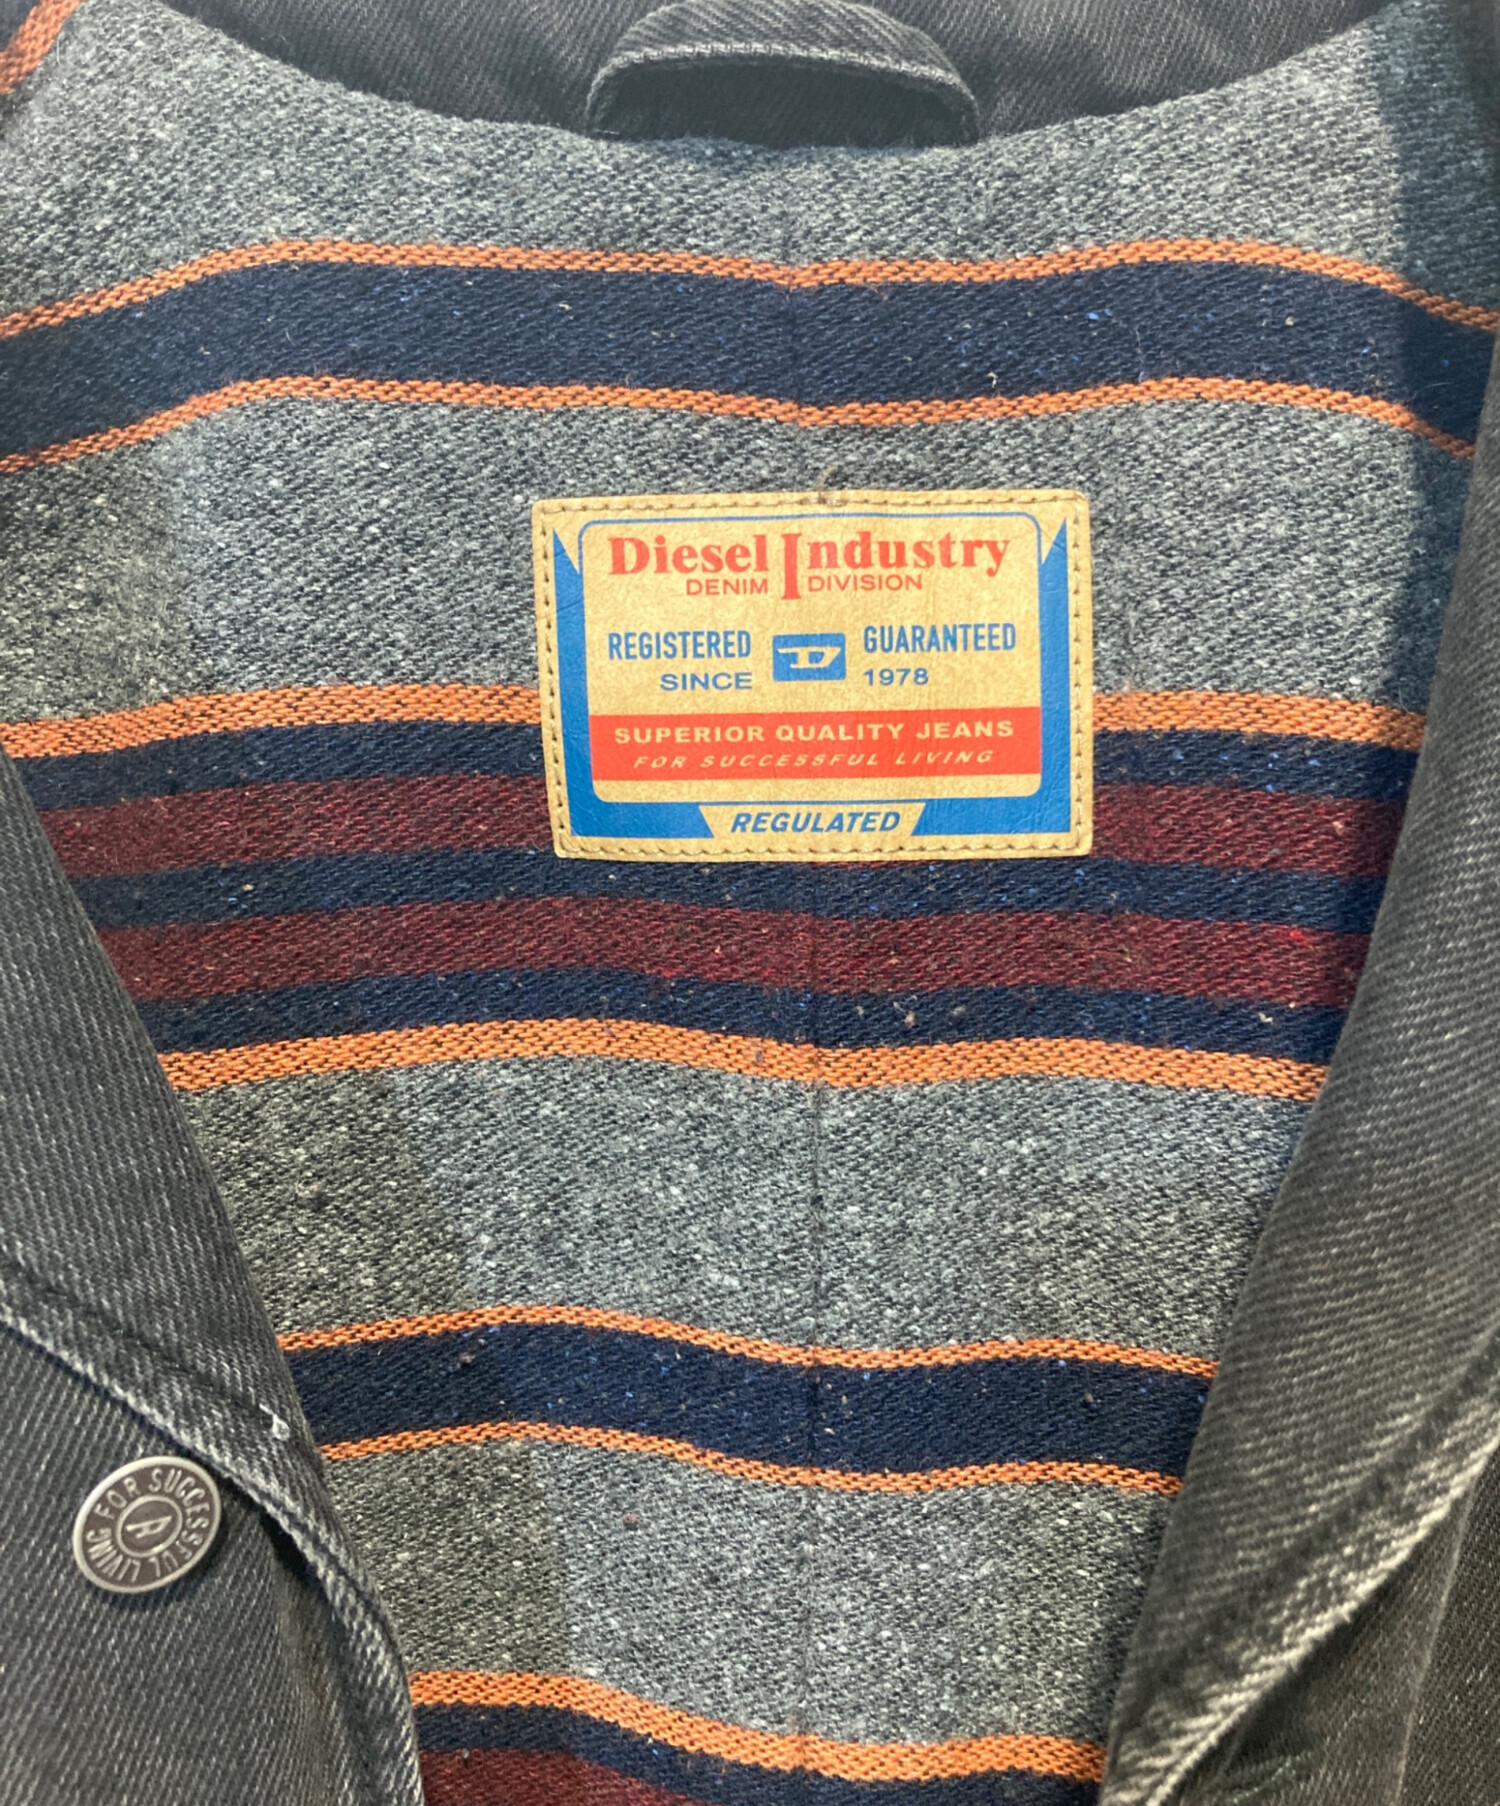 Diesel Industry
DENIM DIVISION
REGISTERED D GUARANTEED
SINCE 1978
SUPERIOR QUALITY JEANS
FOR SUCCESSFUL LIVING
REGULATED
FOR SUCCESSFUL LIVING
A